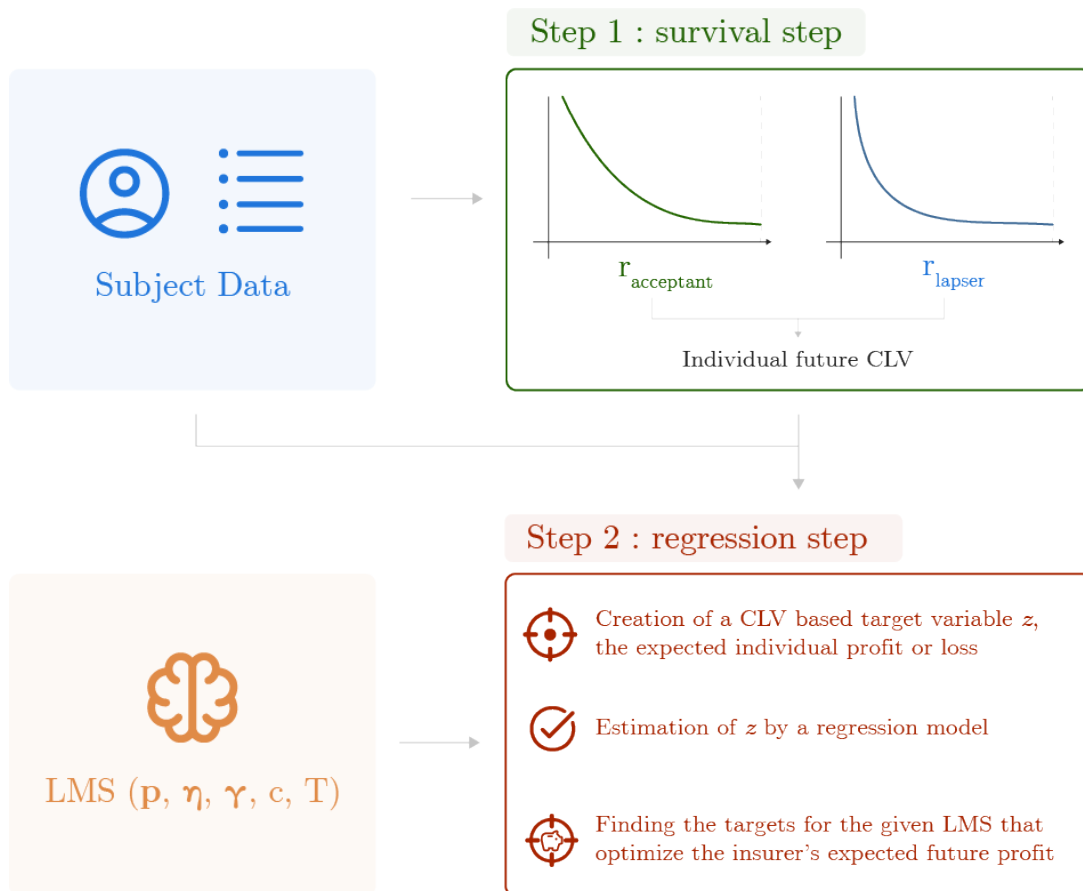 Step 1 : survival step
Subject Data
r_acceptant
r_lapser
Individual future CLV
Step 2 : regression step
LMS (p, η, γ, c, T)
Creation of a CLV based target variable z,
the expected individual profit or loss
Estimation of z by a regression model
Finding the targets for the given LMS that
optimize the insurer's expected future profit